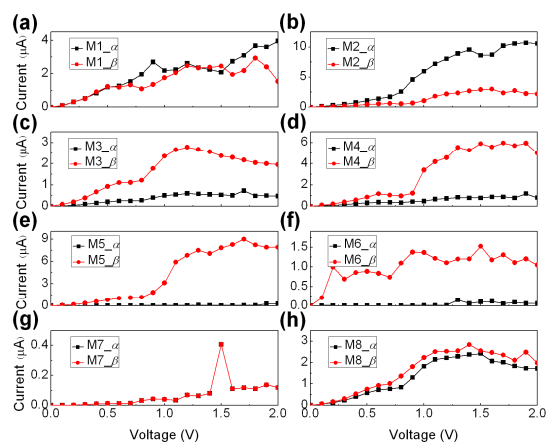 (a)
M1_α
M1_β
Current (μA)
4
2
0
(b)
M2_α
M2_β
10
5
0
(c)
M3_α
M3_β
Current (μA)
3
2
1
0
(d)
M4_α
M4_β
6
4
2
0
(e)
M5_α
M5_β
Current (μA)
9
6
3
0
(f)
M6_α
M6_β
1.5
1.0
0.5
0.0
(g)
M7_α
M7_β
Current (μA)
0.4
0.2
0.0
0.0 0.5 1.0 1.5 2.0
Voltage (V)
(h)
M8_α
M8_β
3
2
1
0
0.0 0.5 1.0 1.5 2.0
Voltage (V)